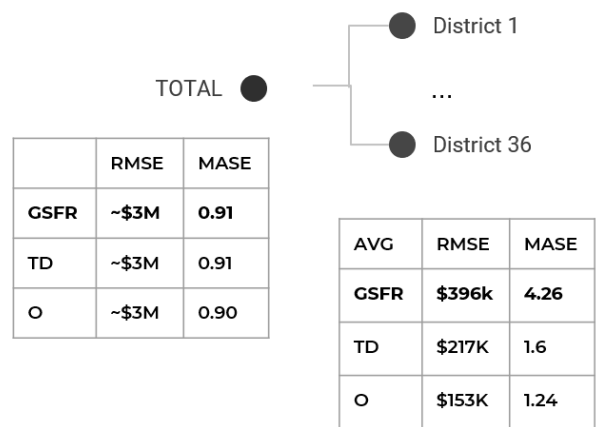 District 1
TOTAL
...
District 36
RMSE MASE
GSFR ~$3M 0.91
TD ~$3M 0.91
O ~$3M 0.90
AVG RMSE MASE
GSFR $396k 4.26
TD $217K 1.6
O $153K 1.24